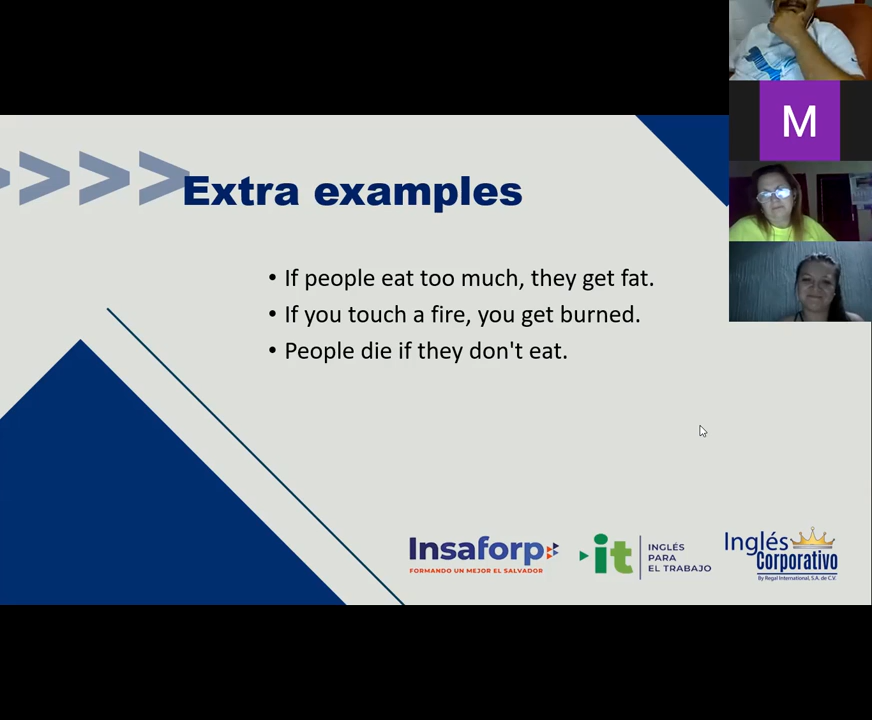 M
>>>>
Extra examples
• If people eat too much, they get fat.
• If you touch a fire, you get burned.
• People die if they don't eat.
Insaforp
FORMANDO UN MEJOR EL SALVADOR
it
INGLÉS
PARA
EL TRABAJO
Inglés
Corporativo
By Regal International, S.A. de C.V.